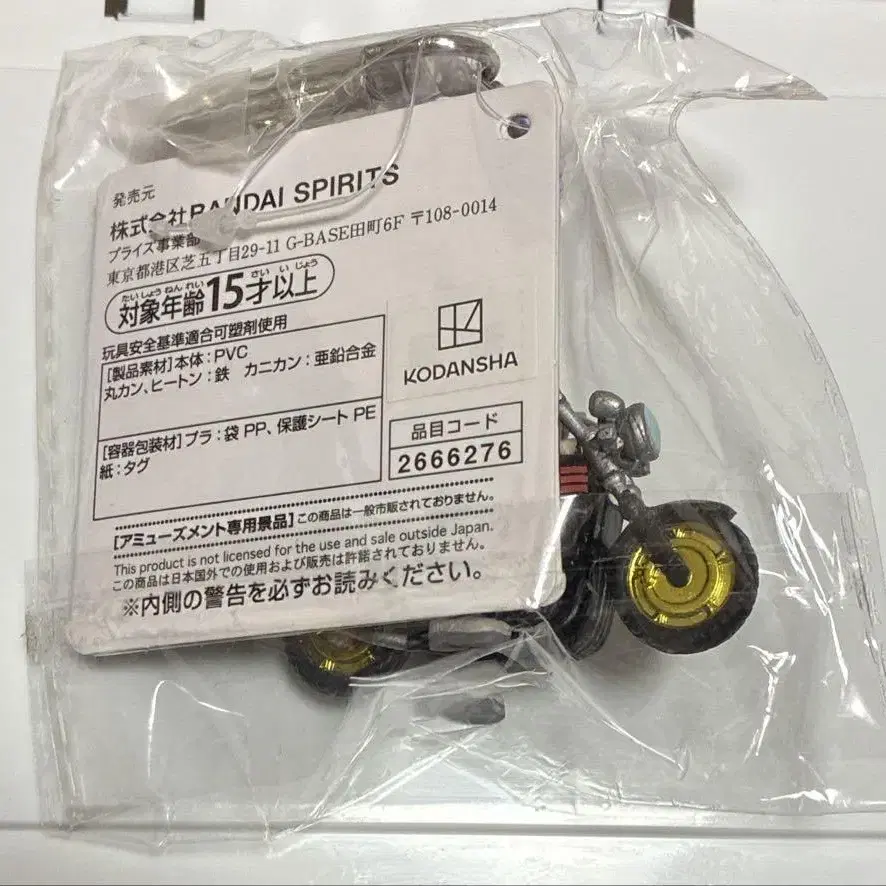 発売元
株式会社BANDAI SPIRITS
プライズ事業部
東京都港区芝五丁目29-11 G-BASE田町6F 〒108-0014
たいしょうねんれい さい いじょう
対象年齢15才以上
玩具安全基準適合可塑剤使用
[製品素材]本体:PVC
丸カン、ヒートン:鉄 カニカン:亜鉛合金
[容器包装材]プラ:袋 PP、保護シート PE
紙:タグ
KODANSHA
品目コード
2666276
[アミューズメント専用景品]この商品は一般市販されておりません。
This product is not licensed for the use and sale outside Japan.
この商品は日本国外での使用および販売は許諾されておりません。
※内側の警告を必ずお読みください。